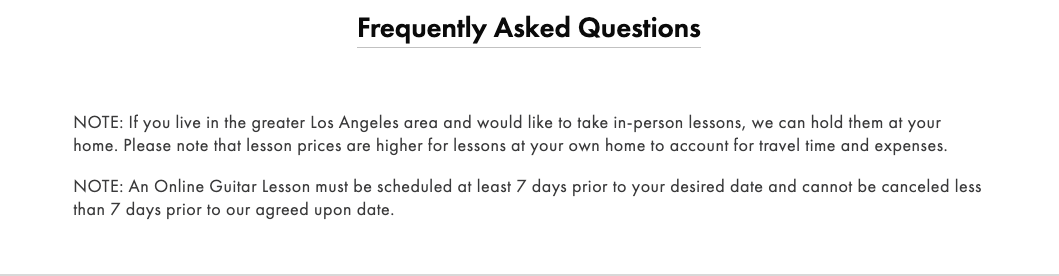 Frequently Asked Questions
NOTE: If you live in the greater Los Angeles area and would like to take in-person lessons, we can hold them at your
home. Please note that lesson prices are higher for lessons at your own home to account for travel time and expenses.
NOTE: An Online Guitar Lesson must be scheduled at least 7 days prior to your desired date and cannot be canceled less
than 7 days prior to our agreed upon date.